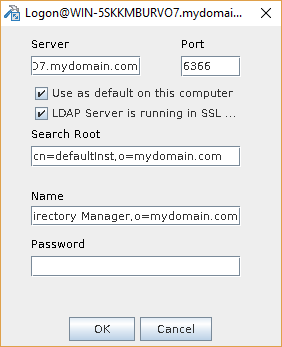 Logon@WIN-5SKKMBURVO7.mydomai...
Server Port
O7.mydomain.com 6366
Use as default on this computer
LDAP Server is running in SSL ...
Search Root
cn=defaultInst,o=mydomain.com
Name
irectory Manager,o=mydomain.com
Password
OK Cancel